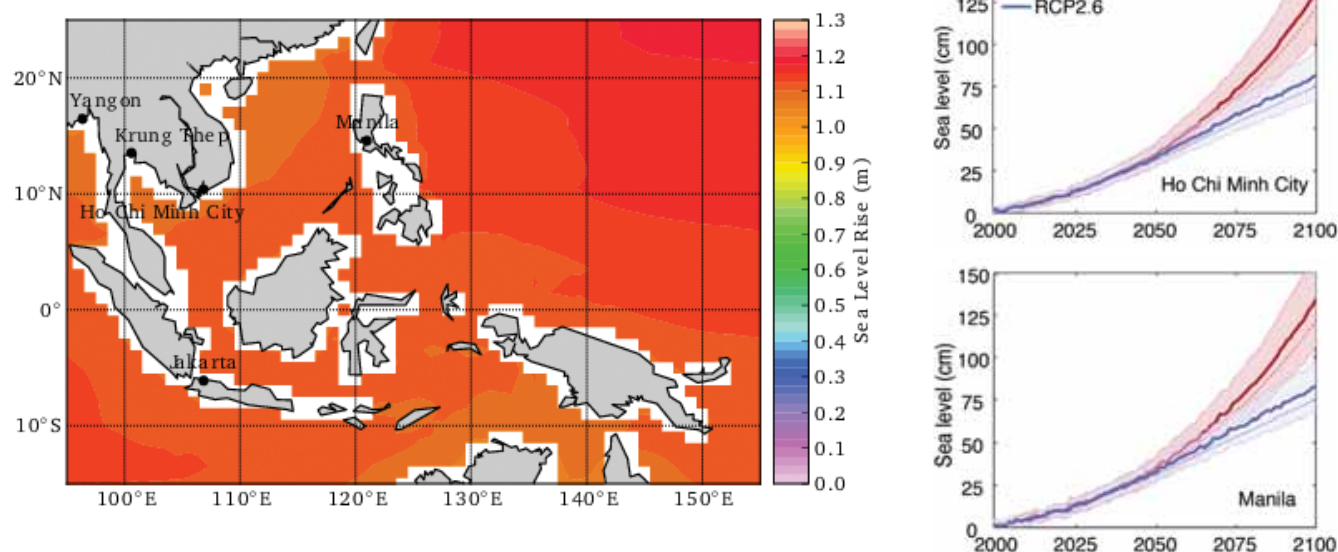 20°N
10°N
0°
10°S
100°E 110°E 120°E 130°E 140°E 150°E
Yangon
Krung Thep
Manila
Ho Chi Minh City
Jakarta
1.3
1.2
1.1
1.0
0.9
0.8
0.7
0.6
0.5
0.4
0.3
0.2
0.1
0.0
Sea Level Rise (m)
RCP2.6
125
100
75
50
25
0
Sea level (cm)
Ho Chi Minh City
2000 2025 2050 2075 2100
150
125
100
75
50
25
0
Sea level (cm)
Manila
2000 2025 2050 2075 2100